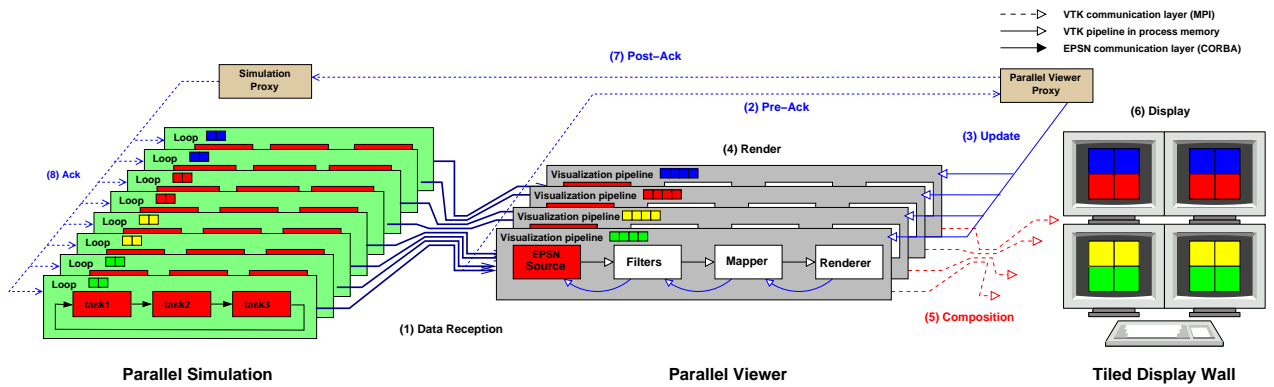 VTK communication layer (MPI)
VTK pipeline in process memory
EPSN communication layer (CORBA)
(7) Post–Ack
Simulation
Proxy
Parallel Viewer
Proxy
(2) Pre–Ack
(6) Display
(3) Update
(4) Render
Loop
Loop
Loop
Loop
Loop
Loop
Loop
Loop
(8) Ack
Visualization pipeline
Visualization pipeline
Visualization pipeline
Visualization pipeline
EPSN
Source
Filters
Mapper
Renderer
task1
task2
task3
(1) Data Reception
(5) Composition
Parallel Simulation
Parallel Viewer
Tiled Display Wall